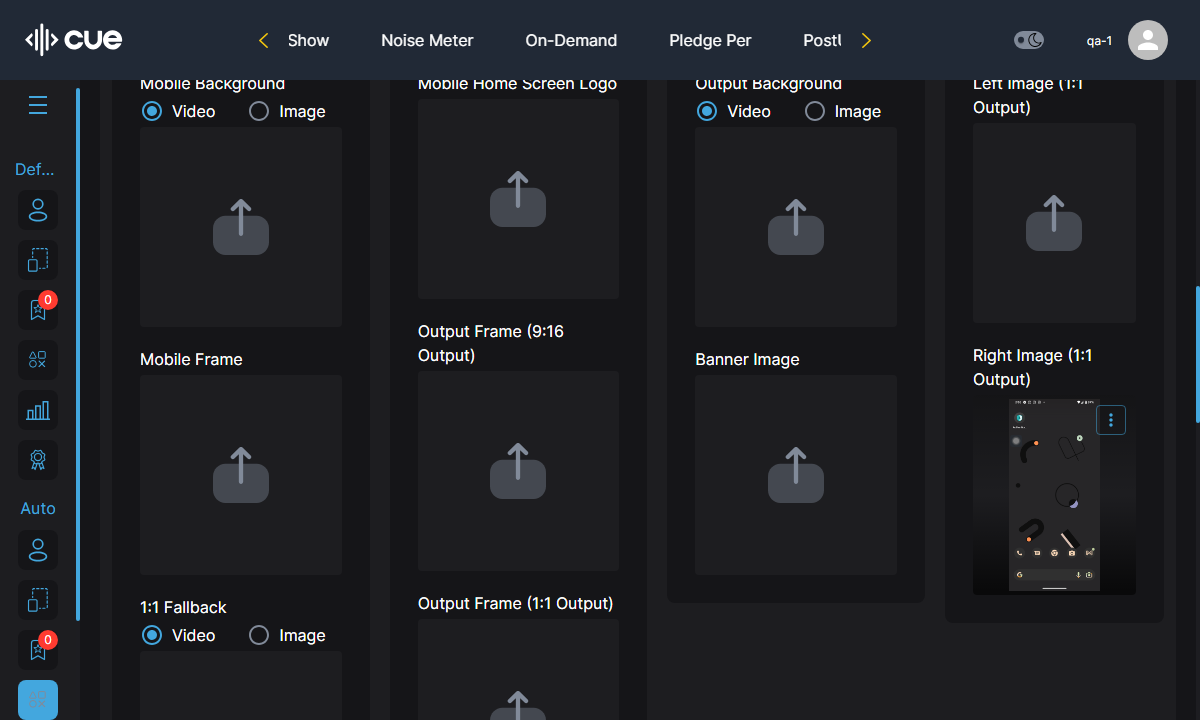 cue
Show
Noise Meter
On-Demand
Pledge Per
qa-1
Def...
0
Auto
0
Mobile Background
Video
Image
Mobile Frame
1:1 Fallback
Video
Image
Mobile Home Screen Logo
Output Frame (9:16
Output)
Output Frame (1:1 Output)
Output Background
Video
Image
Banner Image
Left Image (1:1
Output)
Right Image (1:1
Output)